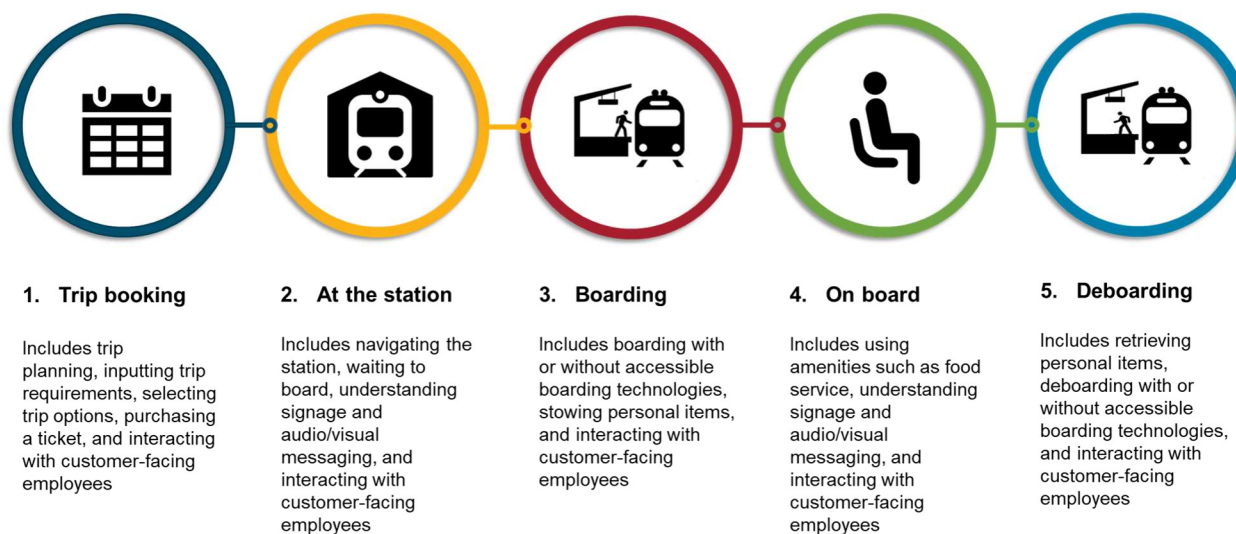 1. Trip booking
Includes trip
planning, inputting trip
requirements, selecting
trip options, purchasing
a ticket, and interacting
with customer-facing
employees
2. At the station
Includes navigating the
station, waiting to
board, understanding
signage and
audio/visual
messaging, and
interacting with
customer-facing
employees
3. Boarding
Includes boarding with
or without accessible
boarding technologies,
stowing personal items,
and interacting with
customer-facing
employees
4. On board
Includes using
amenities such as food
service, understanding
signage and
audio/visual
messaging, and
interacting with
customer-facing
employees
5. Deboarding
Includes retrieving
personal items,
deboarding with or
without accessible
boarding technologies,
and interacting with
customer-facing
employees